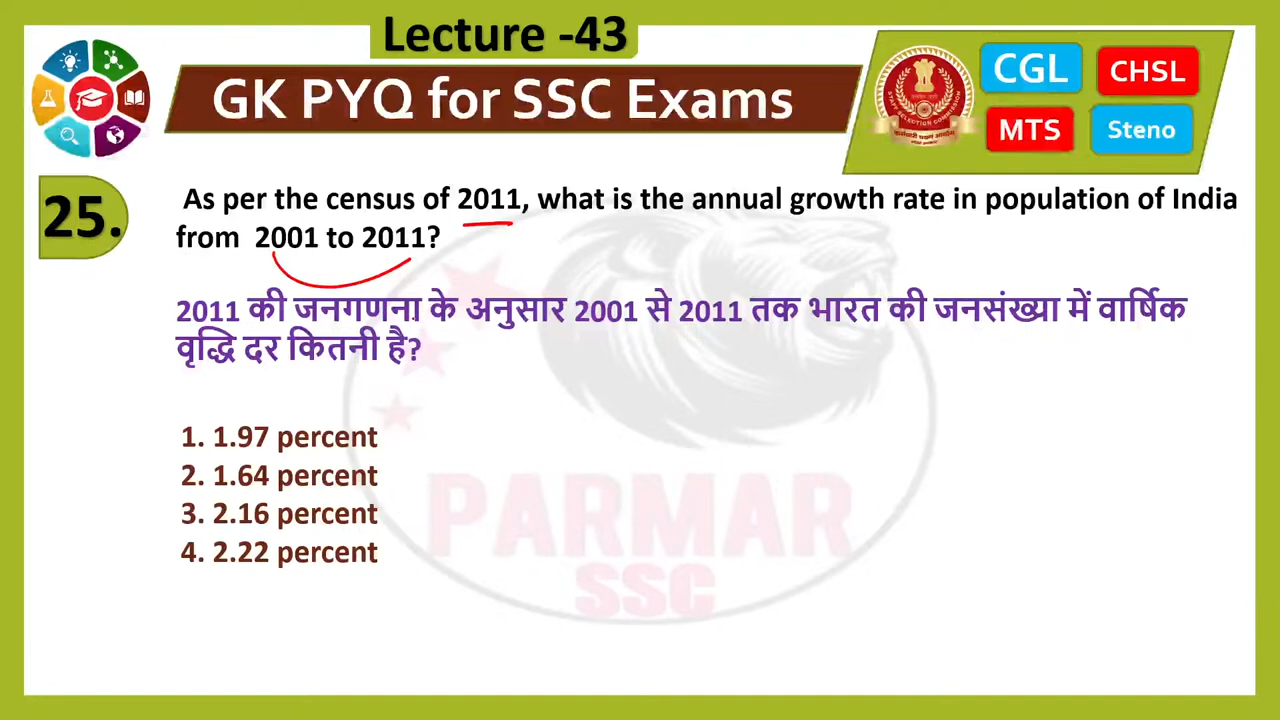 Lecture -43
GK PYQ for SSC Exams
CGL
CHSL
MTS
Steno
25.
As per the census of 2011, what is the annual growth rate in population of India
from 2001 to 2011?
2011 की जनगणना के अनुसार 2001 से 2011 तक भारत की जनसंख्या में वार्षिक
वृद्धि दर कितनी है?
1. 1.97 percent
2. 1.64 percent
3. 2.16 percent
4. 2.22 percent
PARMAR
SSC